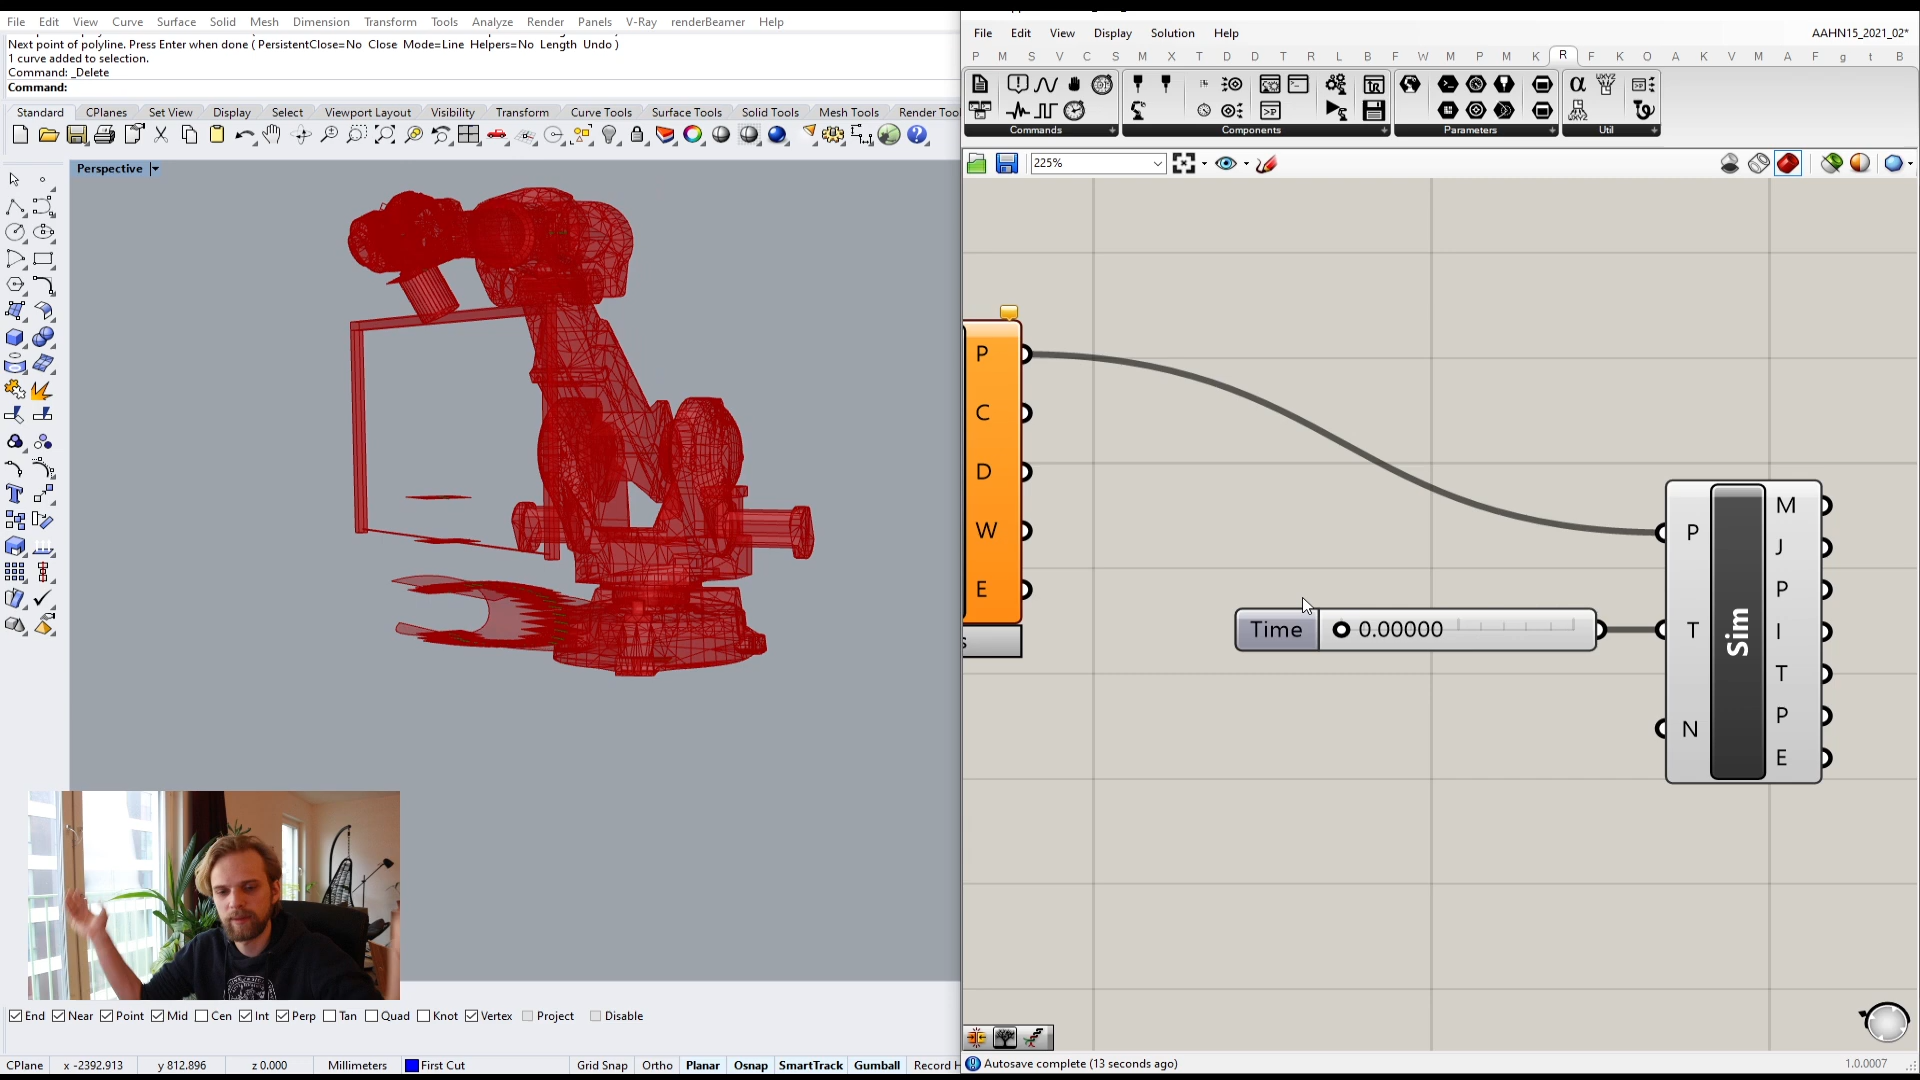 File Edit View Curve Surface Solid Mesh Dimension Transform Tools Analyze Render Panels V-Ray renderBeamer Help
Next point of polyline. Press Enter when done ( PersistentClose=No Close Mode=Line Helpers=No Length Undo )
1 curve added to selection.
Command: _Delete
Command:
Standard CPlanes Set View Display Select Viewport Layout Visibility Transform Curve Tools Surface Tools Solid Tools Mesh Tools Render Too
Perspective
End Near Point Mid Cen Int Perp Tan Quad Knot Vertex Project Disable
CPlane x -2392.913 y 812.896 z 0.000 Millimeters First Cut Grid Snap Ortho Planar Osnap SmartTrack Gumball Record H
File Edit View Display Solution Help AAHN15_2021_02*
P M S V C S M X T D D T R L B F W M P M K R F K O A K V M A F g t B
Commands Components Parameters Util
225%
P
C
D
W
E
s
Time 0.00000
P
T
N
Sim
M
J
P
I
T
P
E
Autosave complete (13 seconds ago) 1.0.0007